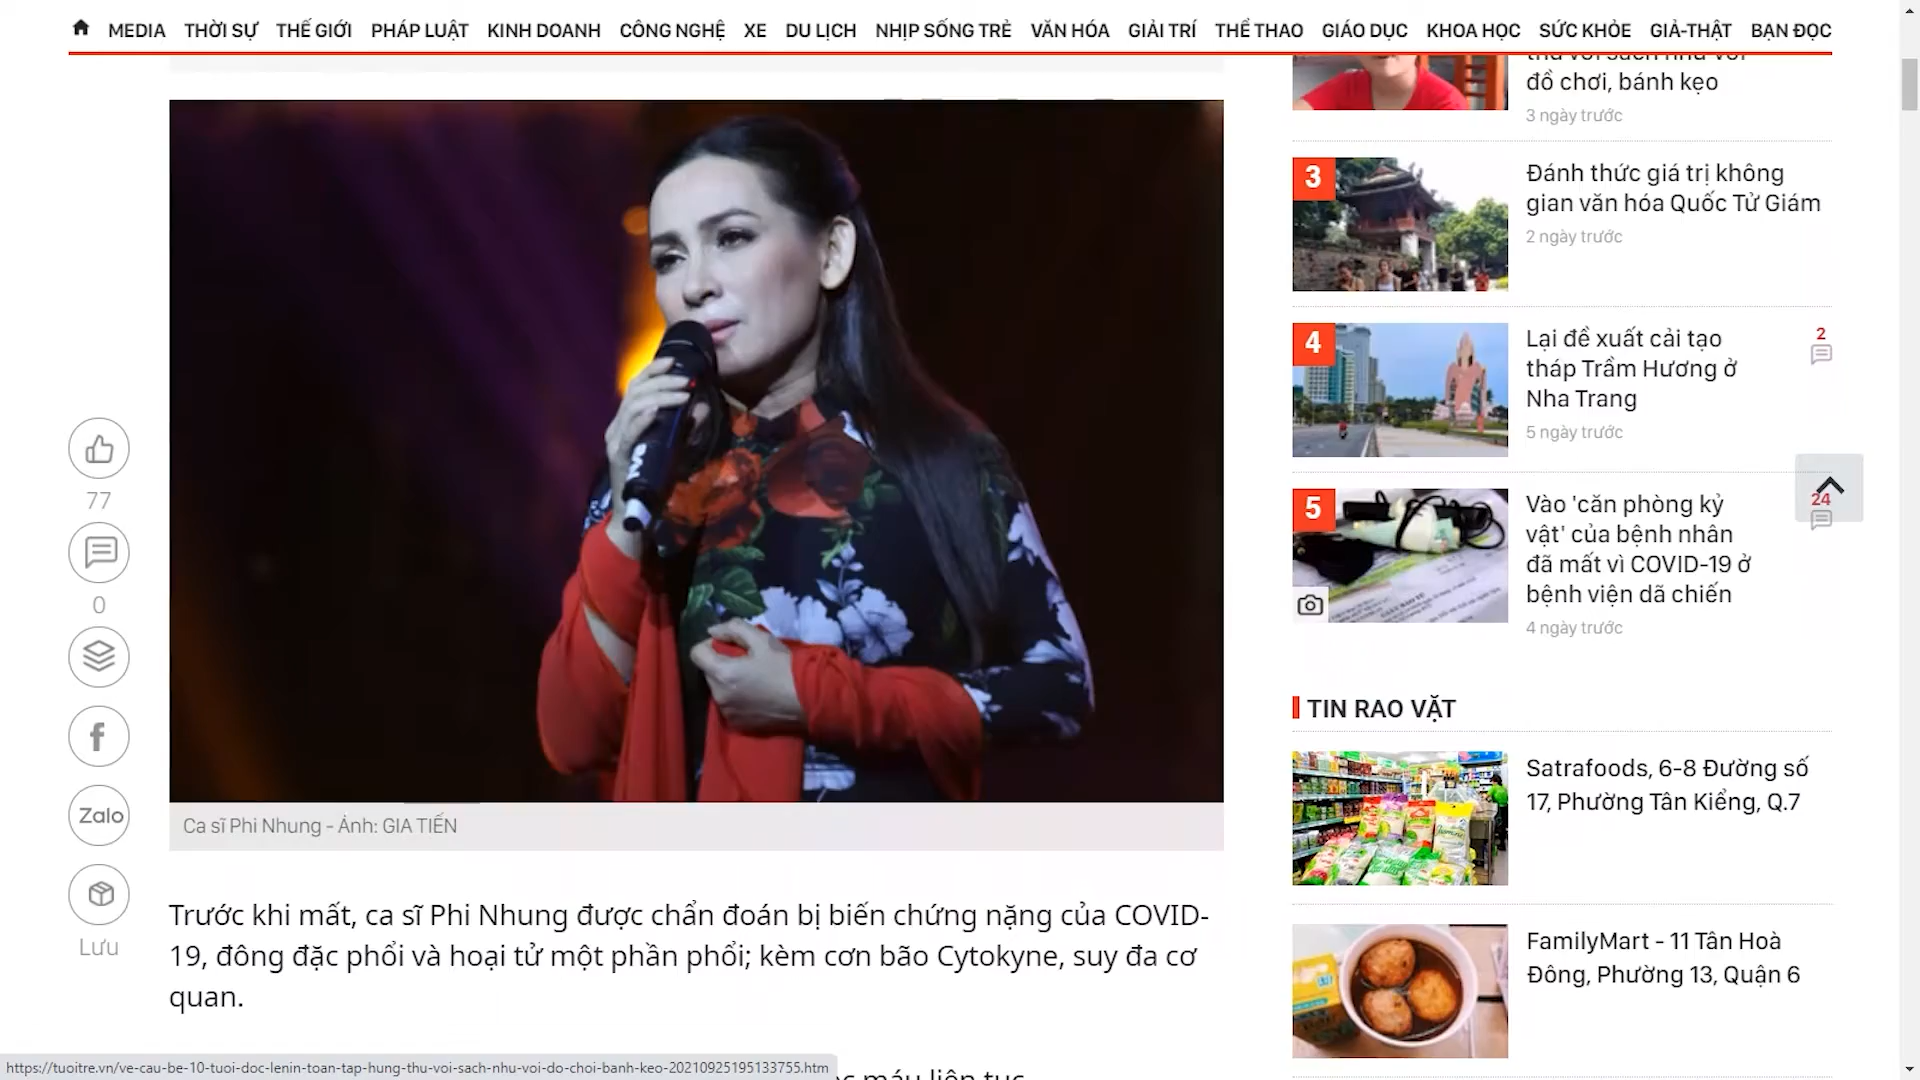 MEDIA THỜI SỰ THẾ GIỚI PHÁP LUẬT KINH DOANH CÔNG NGHỆ XE DU LỊCH NHỊP SỐNG TRẺ VĂN HÓA GIẢI TRÍ THỂ THAO GIÁO DỤC KHOA HỌC SỨC KHỎE GIẢ-THẬT BẠN ĐỌC
77
0
Zalo
Lưu
Ca sĩ Phi Nhung - Ảnh: GIA TIẾN
Trước khi mất, ca sĩ Phi Nhung được chẩn đoán bị biến chứng nặng của COVID-
19, đông đặc phổi và hoại tử một phần phổi; kèm cơn bão Cytokyne, suy đa cơ
quan.
máu liên tục
thú với sách như với
đồ chơi, bánh kẹo
3 ngày trước
3
Đánh thức giá trị không
gian văn hóa Quốc Tử Giám
2 ngày trước
4
Lại đề xuất cải tạo
tháp Trầm Hương ở
Nha Trang
5 ngày trước
2
5
Vào 'căn phòng kỷ
vật' của bệnh nhân
đã mất vì COVID-19 ở
bệnh viện dã chiến
4 ngày trước
24
TIN RAO VẶT
Satrafoods, 6-8 Đường số
17, Phường Tân Kiểng, Q.7
FamilyMart - 11 Tân Hoà
Đông, Phường 13, Quận 6
https://tuoitre.vn/ve-cau-be-10-tuoi-doc-lenin-toan-tap-hung-thu-voi-sach-nhu-voi-do-choi-banh-keo-20210925195133755.htm